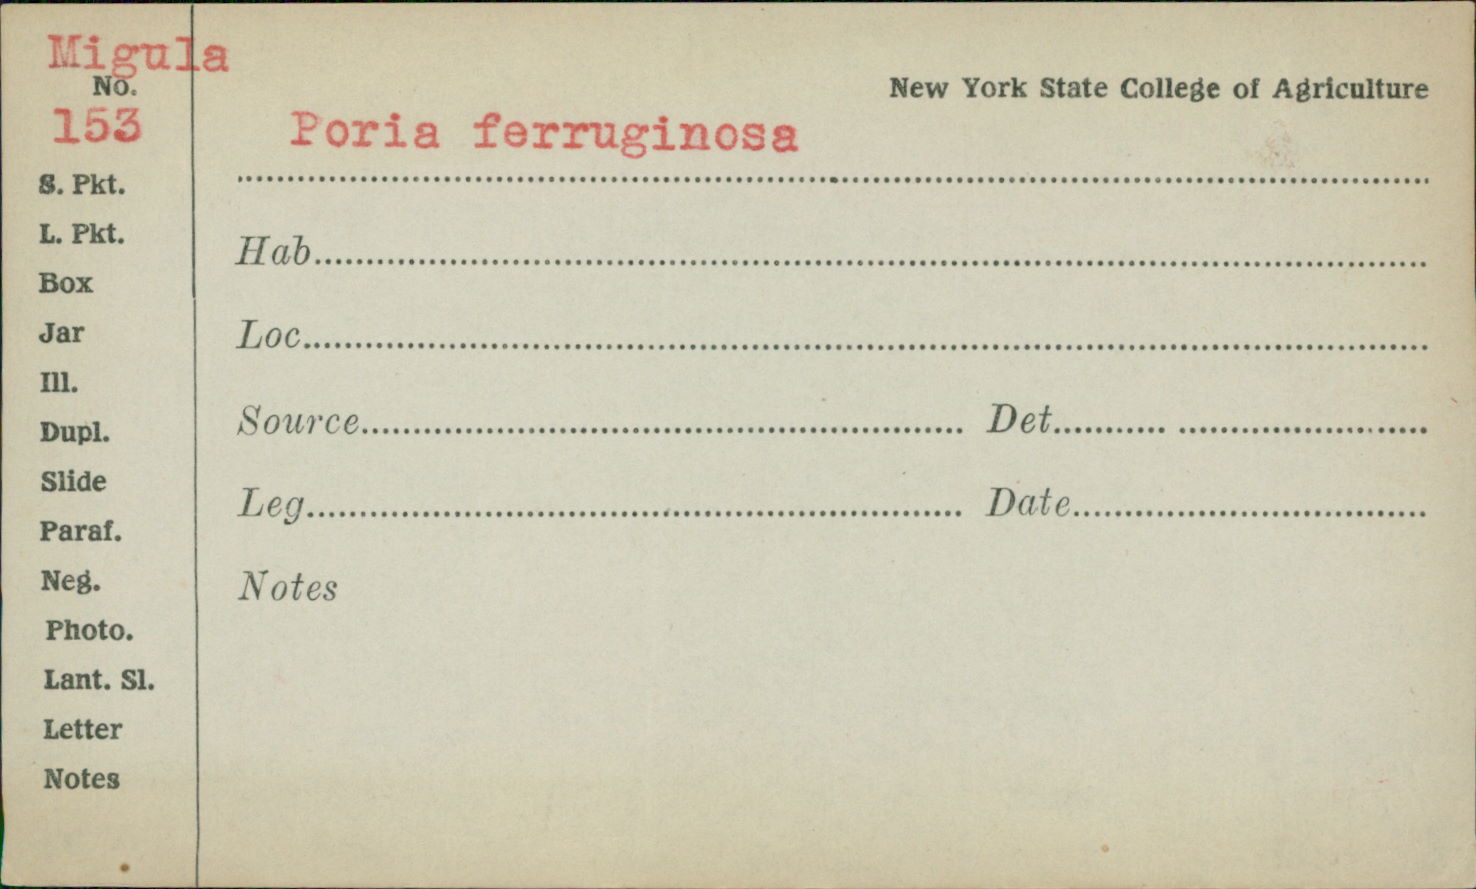 Migula
No.
153
New York State College of Agriculture
Poria ferruginosa
S. Pkt.
L. Pkt.
Box
Jar
Ill.
Dupl.
Slide
Paraf.
Neg.
Photo.
Lant. Sl.
Letter
Notes
Hab
Loc
Source Det
Leg Date
Notes